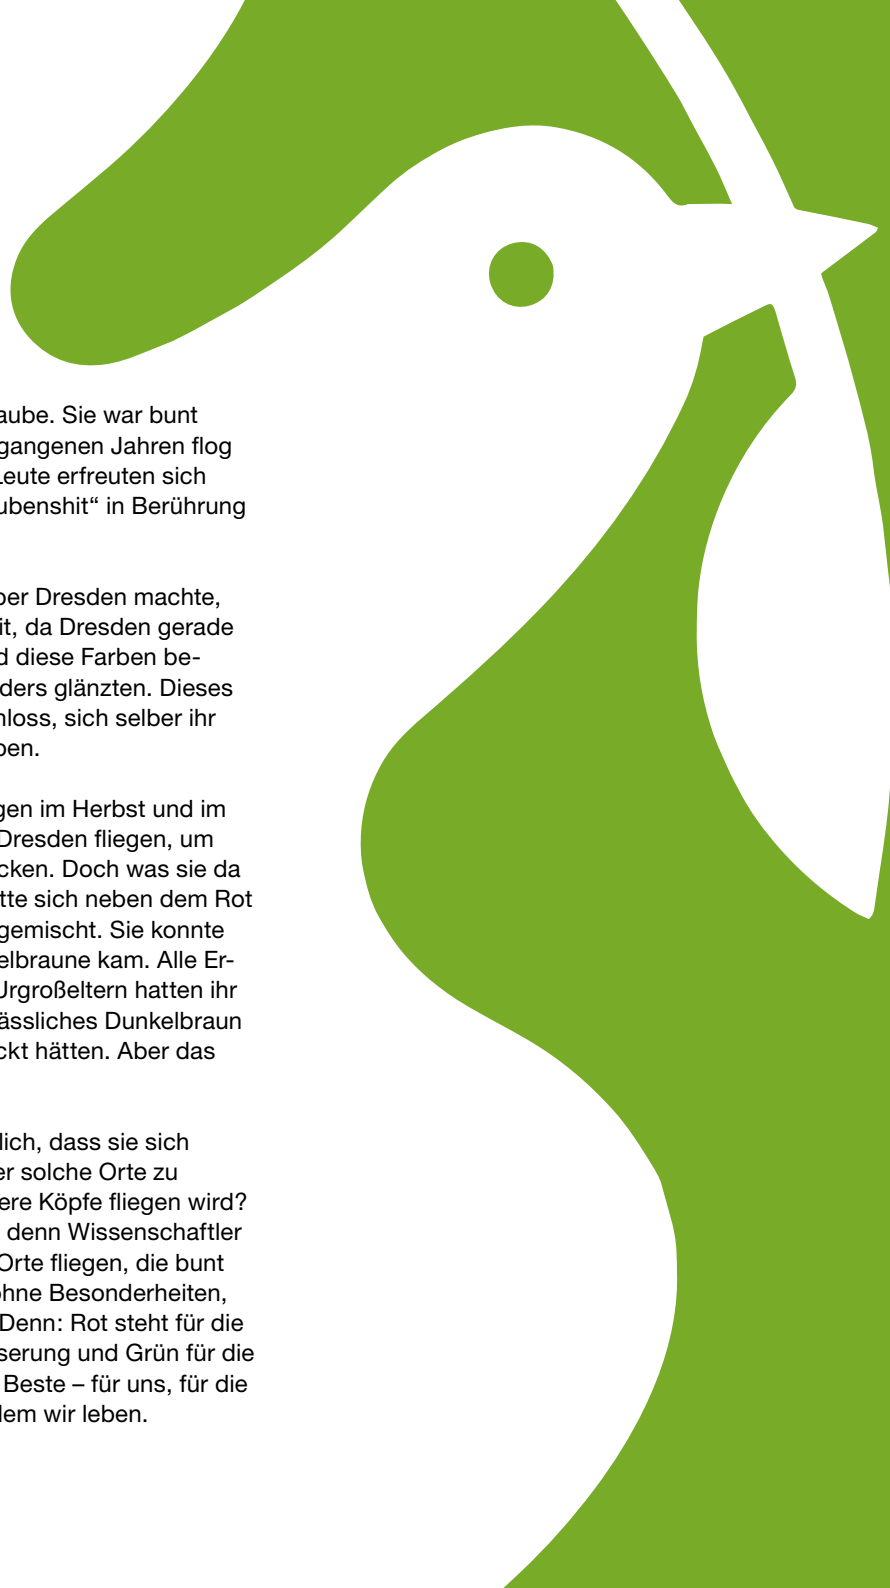 aube. Sie war bunt
gangenen Jahren flog
Leute erfreuten sich
ubenshit“ in Berührung
ber Dresden machte,
it, da Dresden gerade
d diese Farben be-
ders glänzten. Dieses
hloss, sich selber ihr
ben.
gen im Herbst und im
Dresden fliegen, um
cken. Doch was sie da
tte sich neben dem Rot
gemischt. Sie konnte
elbraune kam. Alle Er-
Urgroßeltern hatten ihr
ässliches Dunkelbraun
ckt hätten. Aber das
lich, dass sie sich
er solche Orte zu
ere Köpfe fliegen wird?
denn Wissenschaftler
Orte fliegen, die bunt
ohne Besonderheiten,
Denn: Rot steht für die
serung und Grün für die
Beste – für uns, für die
dem wir leben.